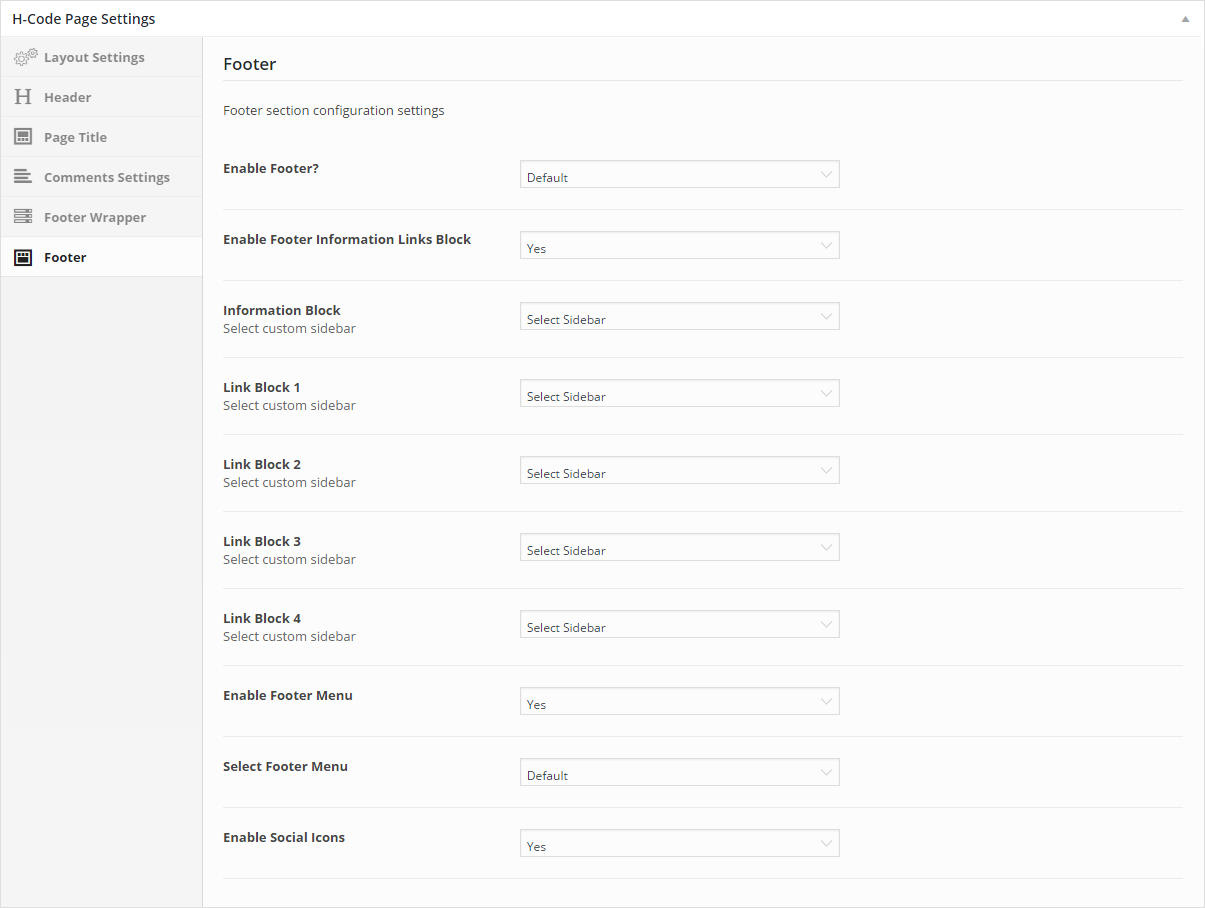 H-Code Page Settings
Layout Settings
Header
Page Title
Comments Settings
Footer Wrapper
Footer
Footer
Footer section configuration settings
Enable Footer?
Default
Enable Footer Information Links Block
Yes
Information Block
Select custom sidebar
Select Sidebar
Link Block 1
Select custom sidebar
Select Sidebar
Link Block 2
Select custom sidebar
Select Sidebar
Link Block 3
Select custom sidebar
Select Sidebar
Link Block 4
Select custom sidebar
Select Sidebar
Enable Footer Menu
Yes
Select Footer Menu
Default
Enable Social Icons
Yes